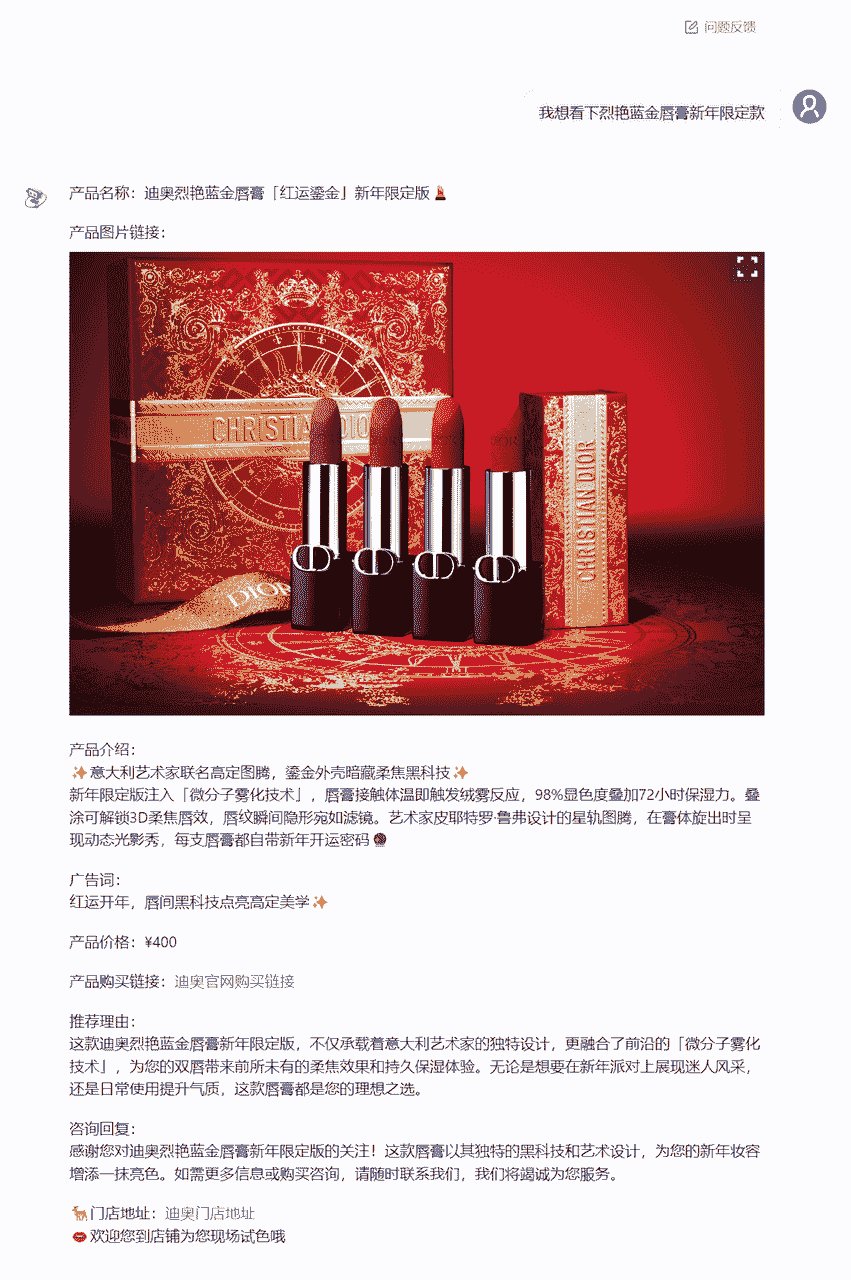 问题反馈
我想看下烈艳蓝金唇膏新年限定款
产品名称：迪奥烈艳蓝金唇膏「红运鎏金」新年限定版💄
产品图片链接：
CHRISTIAN DIOR
DIOR
CHRISTIAN DIOR
DIOR
产品介绍：
✨意大利艺术家联名高定图腾，鎏金外壳暗藏柔焦黑科技✨
新年限定版注入「微分子雾化技术」，唇膏接触体温即触发绒雾反应，98%显色度叠加72小时保湿力。叠
涂可解锁3D柔焦唇效，唇纹瞬间隐形宛如滤镜。艺术家皮耶特罗·鲁弗设计的星轨图腾，在膏体旋出时呈
现动态光影秀，每支唇膏都自带新年开运密码
广告词：
红运开年，唇间黑科技点亮高定美学✨
产品价格：¥400
产品购买链接：迪奥官网购买链接
推荐理由：
这款迪奥烈艳蓝金唇膏新年限定版，不仅承载着意大利艺术家的独特设计，更融合了前沿的「微分子雾化
技术」，为您的双唇带来前所未有的柔焦效果和持久保湿体验。无论是想要在新年派对上展现迷人风采，
还是日常使用提升气质，这款唇膏都是您的理想之选。
咨询回复：
感谢您对迪奥烈艳蓝金唇膏新年限定版的关注！这款唇膏以其独特的黑科技和艺术设计，为您的新年妆容
增添一抹亮色。如需更多信息或购买咨询，请随时联系我们，我们将竭诚为您服务。
门店地址：迪奥门店地址
💋欢迎您到店铺为您现场试色哦